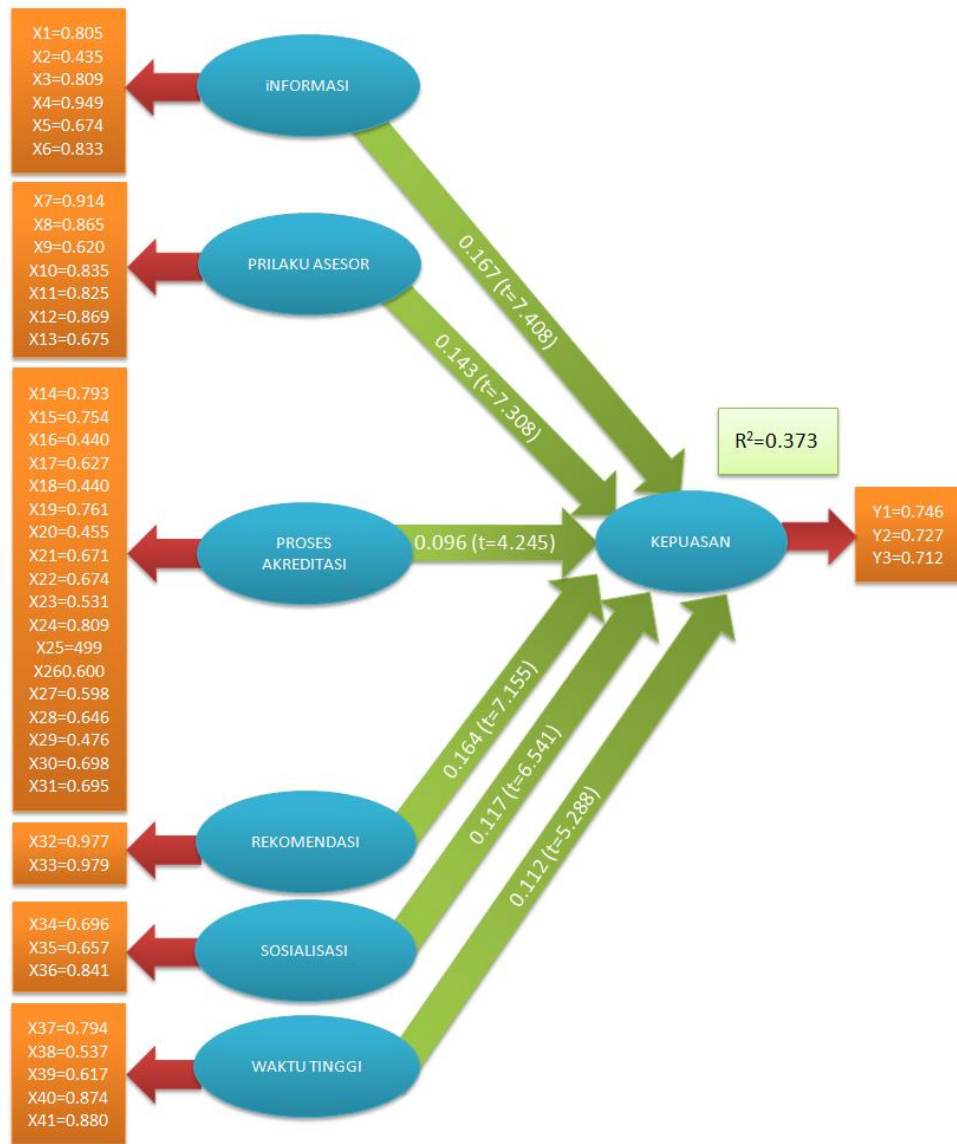 X1=0.805
X2=0.435
X3=0.809
X4=0.949
X5=0.674
X6=0.833
iNFORMASI
0.167 (t=7.408)
X7=0.914
X8=0.865
X9=0.620
X10=0.835
X11=0.825
X12=0.869
X13=0.675
PRILAKU ASESOR
0.143 (t=7.308)
X14=0.793
X15=0.754
X16=0.440
X17=0.627
X18=0.440
X19=0.761
X20=0.455
X21=0.671
X22=0.674
X23=0.531
X24=0.809
X25=499
X260.600
X27=0.598
X28=0.646
X29=0.476
X30=0.698
X31=0.695
PROSES
AKREDITASI
0.096 (t=4.245)
R²=0.373
KEPUASAN
Y1=0.746
Y2=0.727
Y3=0.712
X32=0.977
X33=0.979
REKOMENDASI
0.164 (t=7.155)
X34=0.696
X35=0.657
X36=0.841
SOSIALISASI
0.117 (t=6.541)
X37=0.794
X38=0.537
X39=0.617
X40=0.874
X41=0.880
WAKTU TINGGI
0.112 (t=5.288)